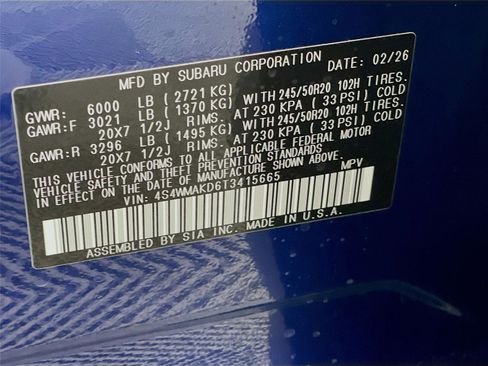 MFD BY SUBARU CORPORATION DATE: 02/26
GVWR: 6000 LB ( 2721 KG)
GAWR:F 3021 LB ( 1370 KG) WITH 245/50R20 102H TIRES.
20X7 1/2J RIMS. AT 230 KPA ( 33 PSI) COLD
GAWR:R 3296 LB ( 1495 KG) WITH 245/50R20 102H TIRES.
20X7 1/2J RIMS. AT 230 KPA ( 33 PSI) COLD
THIS VEHICLE CONFORMS TO ALL APPLICABLE FEDERAL MOTOR
VEHICLE SAFETY AND THEFT PREVENTION STANDARDS
IN EFFECT ON THE DATE OF MANUFACTURE SHOWN ABOVE.
VIN: 4S4WMAKD6T3415665 MPV
ASSEMBLED BY SIA INC. MADE IN U.S.A.